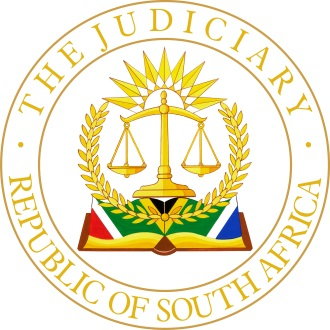 · THE JUDICIARY ·
REPUBLIC OF SOUTH AFRICA